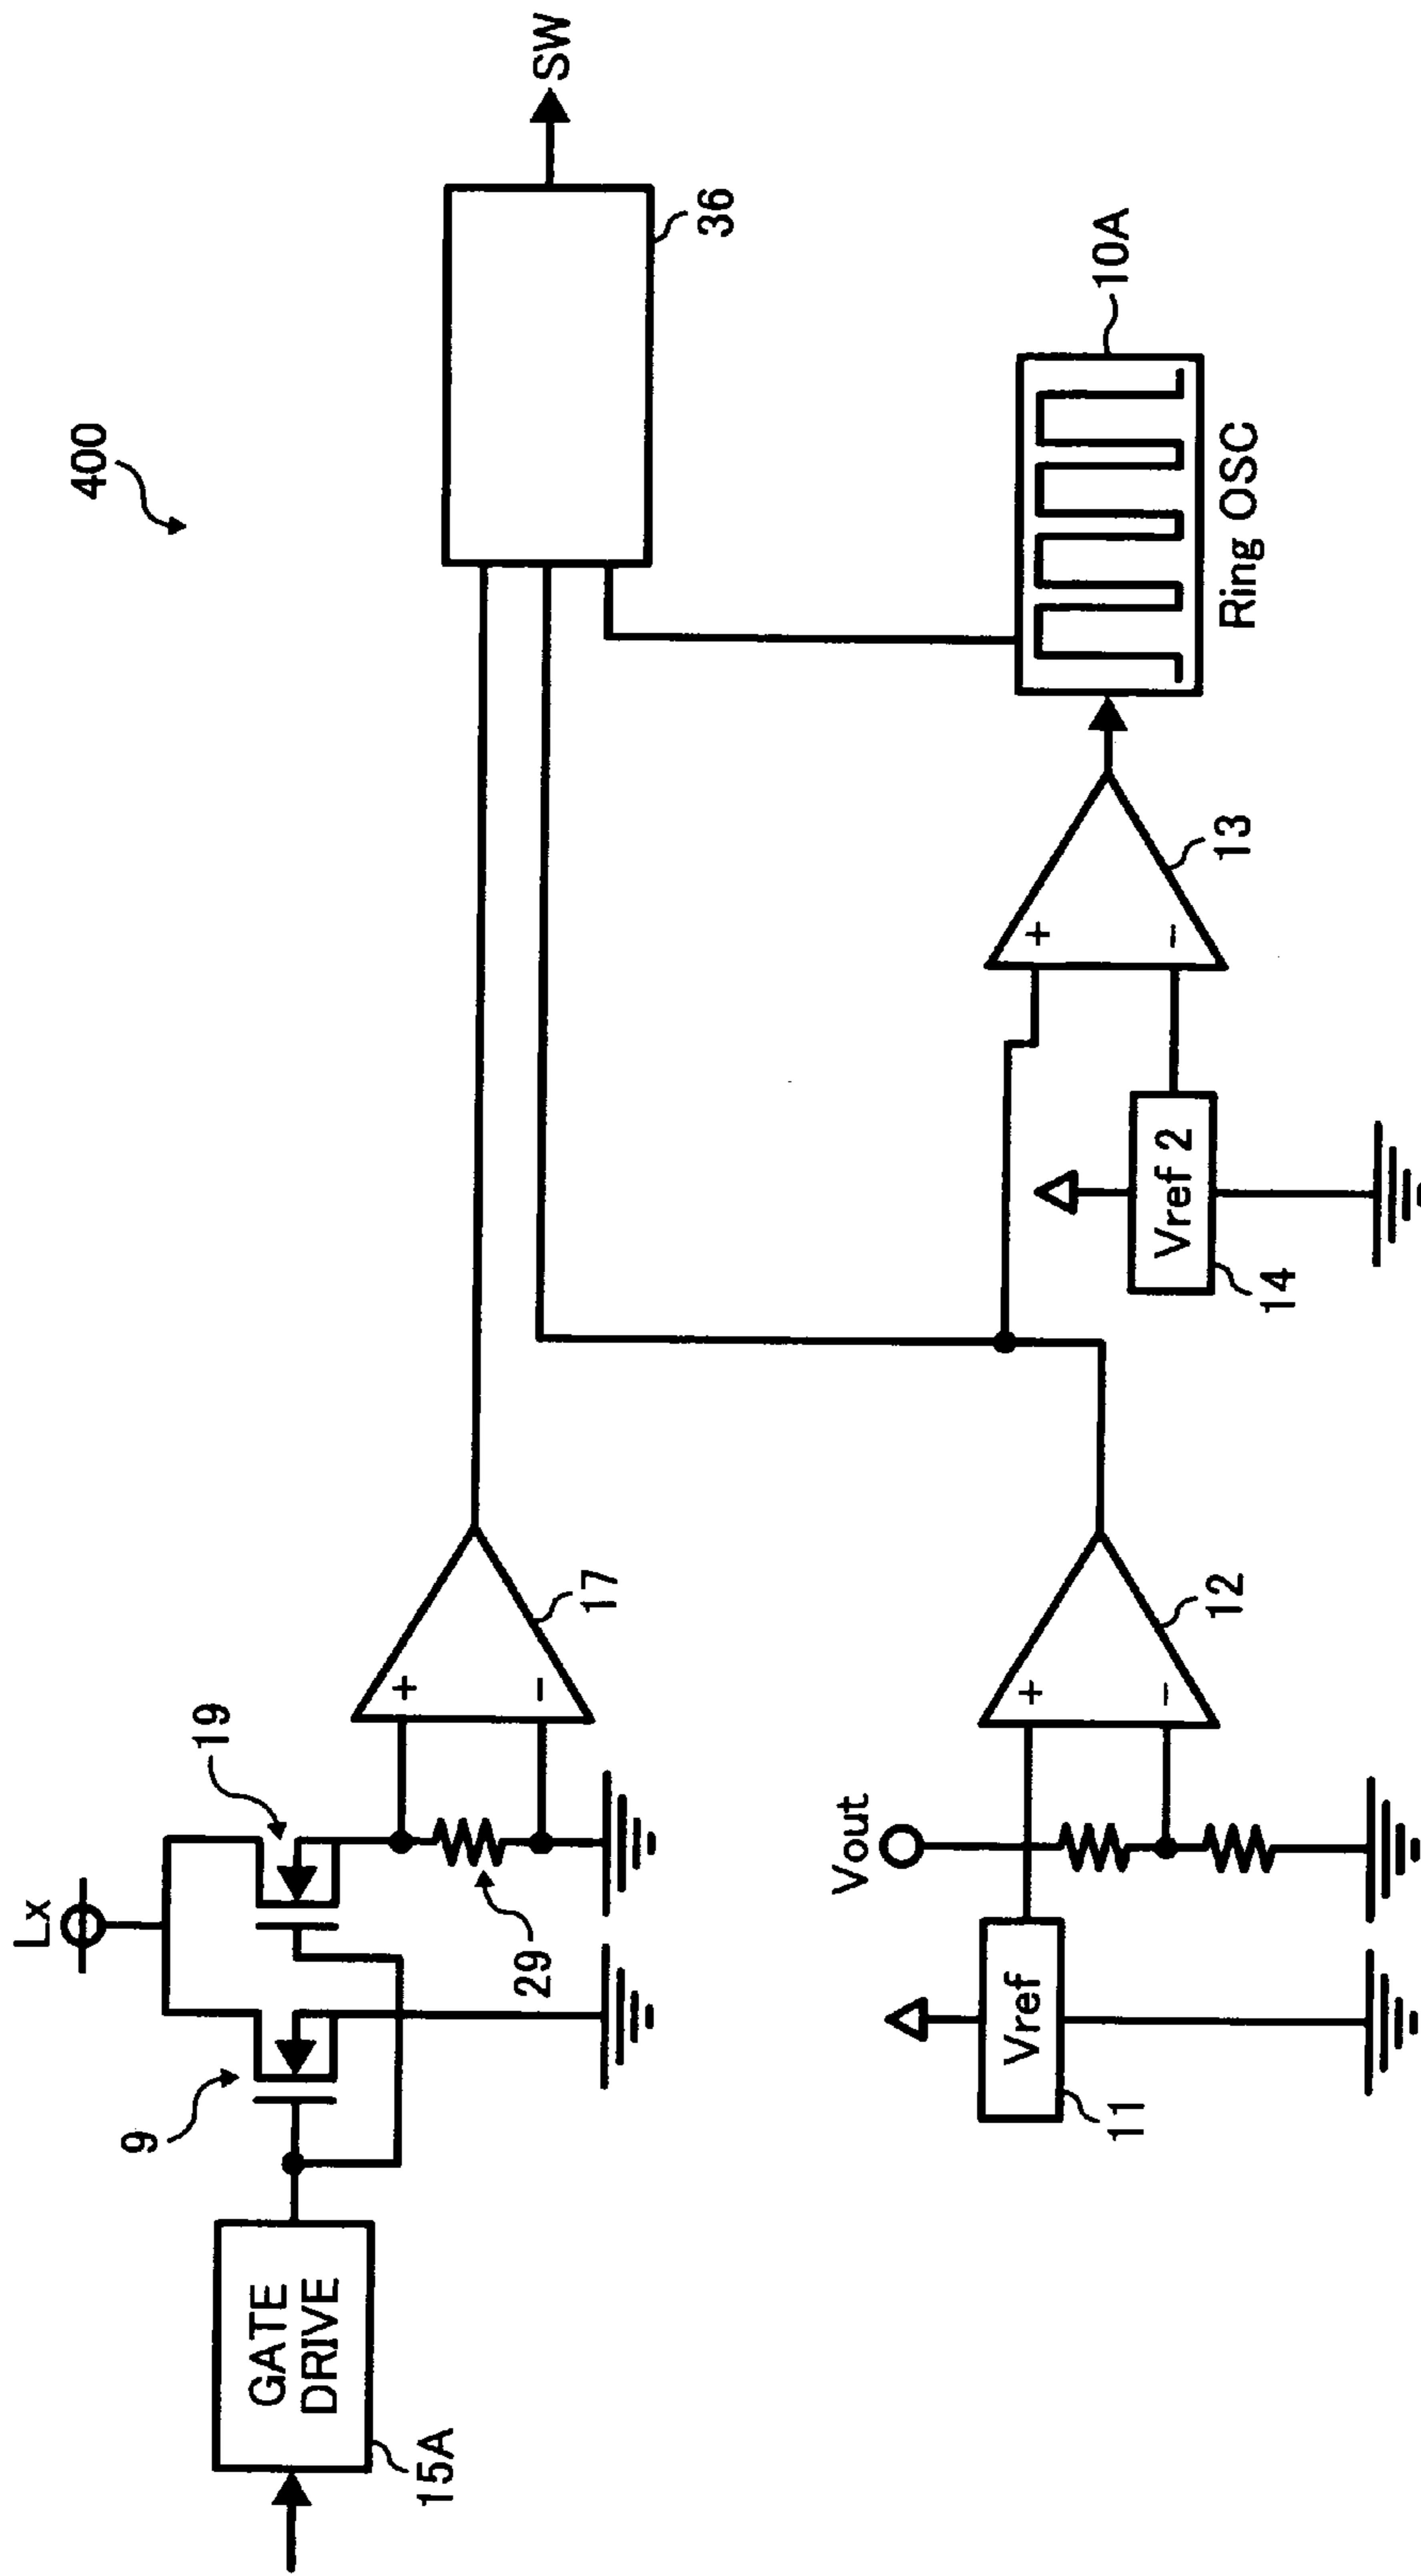 400
Lx
9
19
GATE
DRIVE
15A
29
+
-
17
36
SW
Vout
Vref
11
+
-
12
Vref 2
14
+
-
13
10A
Ring OSC